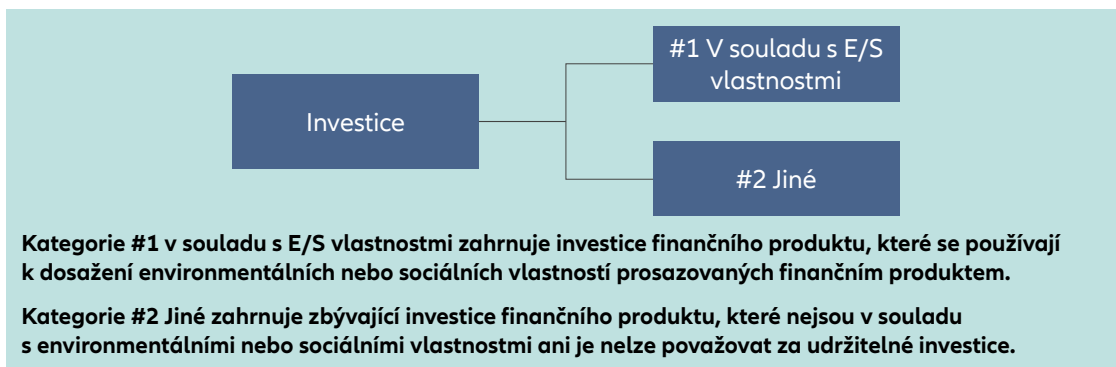 #1 V souladu s E/S
vlastnostmi
Investice
#2 Jiné
Kategorie #1 v souladu s E/S vlastnostmi zahrnuje investice finančního produktu, které se používají
k dosažení environmentálních nebo sociálních vlastností prosazovaných finančním produktem.
Kategorie #2 Jiné zahrnuje zbývající investice finančního produktu, které nejsou v souladu
s environmentálními nebo sociálními vlastnostmi ani je nelze považovat za udržitelné investice.